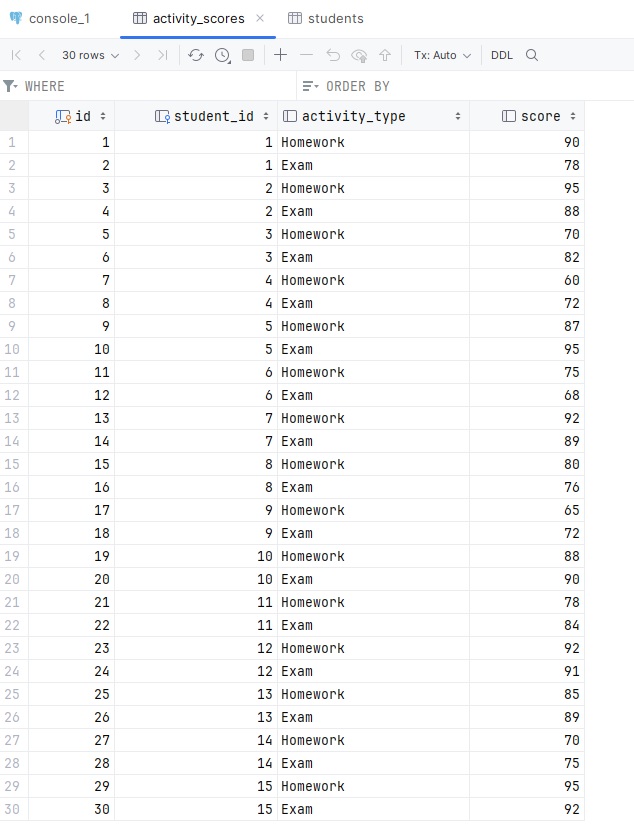 console_1 activity_scores students
30 rows Tx: Auto DDL
WHERE ORDER BY
id student_id activity_type score
1 1 1 Homework 90
2 2 1 Exam 78
3 3 2 Homework 95
4 4 2 Exam 88
5 5 3 Homework 70
6 6 3 Exam 82
7 7 4 Homework 60
8 8 4 Exam 72
9 9 5 Homework 87
10 10 5 Exam 95
11 11 6 Homework 75
12 12 6 Exam 68
13 13 7 Homework 92
14 14 7 Exam 89
15 15 8 Homework 80
16 16 8 Exam 76
17 17 9 Homework 65
18 18 9 Exam 72
19 19 10 Homework 88
20 20 10 Exam 90
21 21 11 Homework 78
22 22 11 Exam 84
23 23 12 Homework 92
24 24 12 Exam 91
25 25 13 Homework 85
26 26 13 Exam 89
27 27 14 Homework 70
28 28 14 Exam 75
29 29 15 Homework 95
30 30 15 Exam 92